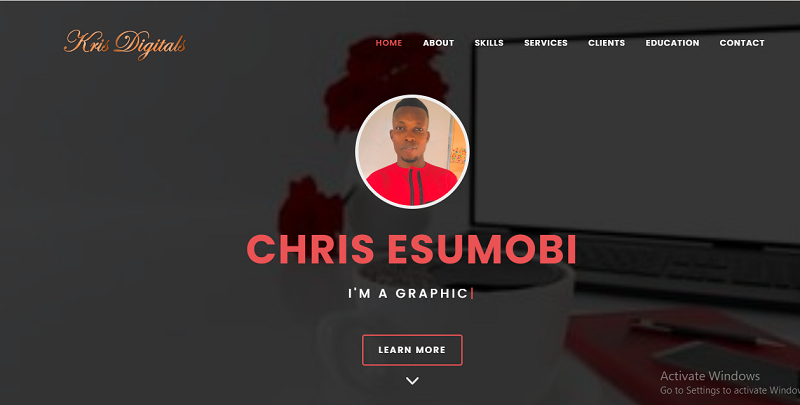 Kris Digitals
HOME ABOUT SKILLS SERVICES CLIENTS EDUCATION CONTACT
CHRIS ESUMOBI
I'M A GRAPHIC|
LEARN MORE
Activate Windows
Go to Settings to activate Windows